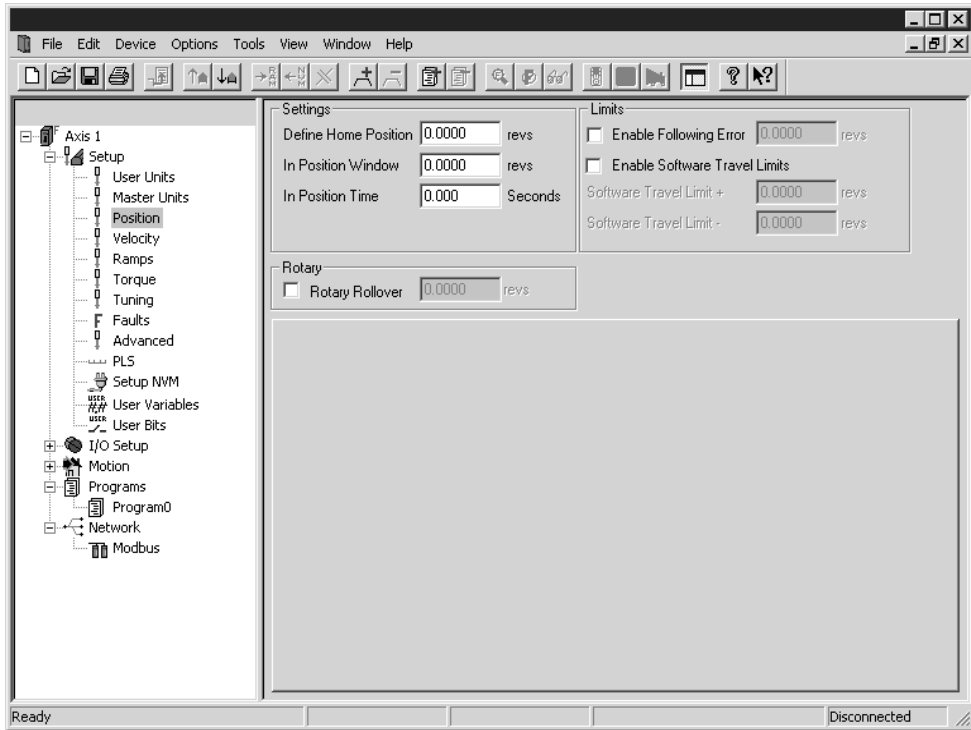 File Edit Device Options Tools View Window Help
Axis 1
Setup
User Units
Master Units
Position
Velocity
Ramps
Torque
Tuning
F Faults
Advanced
PLS
Setup NVM
USER #.# User Variables
USER User Bits
I/O Setup
Motion
Programs
Program0
Network
Modbus
Settings
Define Home Position 0.0000 revs
In Position Window 0.0000 revs
In Position Time 0.000 Seconds
Limits
Enable Following Error 0.0000 revs
Enable Software Travel Limits
Software Travel Limit + 0.0000 revs
Software Travel Limit - 0.0000 revs
Rotary
Rotary Rollover 0.0000 revs
Ready Disconnected